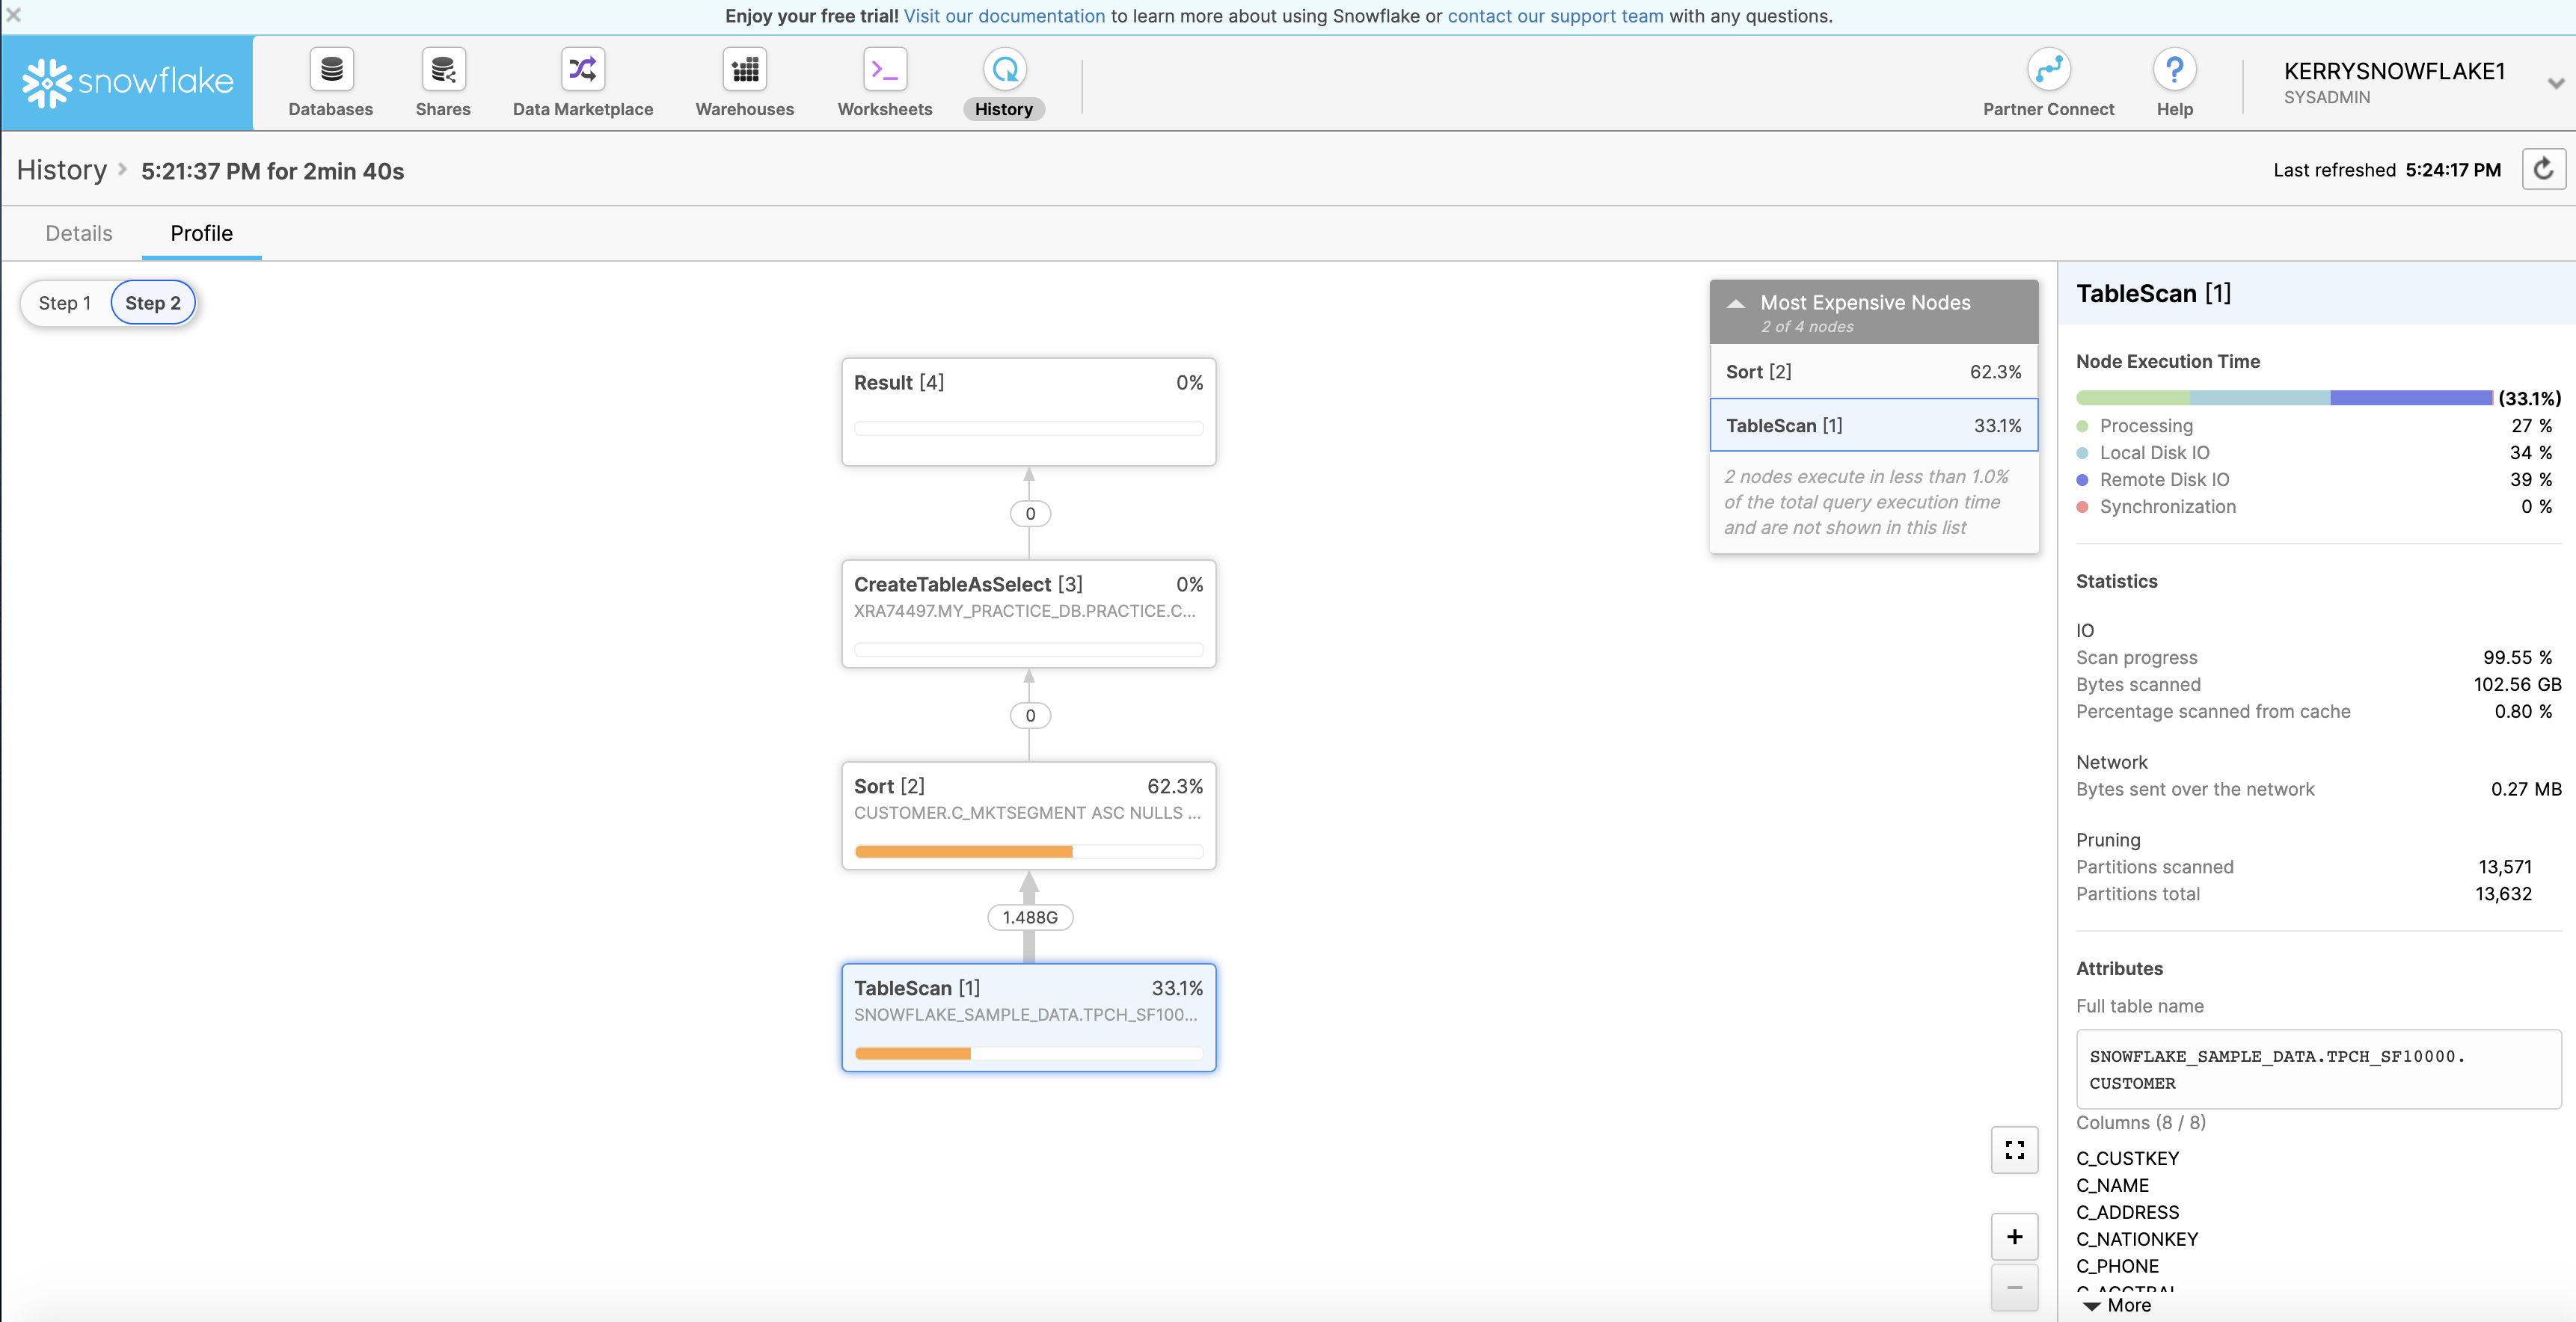 Enjoy your free trial! Visit our documentation to learn more about using Snowflake or contact our support team with any questions.
snowflake
Databases
Shares
Data Marketplace
Warehouses
Worksheets
History
Partner Connect
Help
KERRYSNOWFLAKE1
SYSADMIN
History > 5:21:37 PM for 2min 40s
Last refreshed 5:24:17 PM
Details
Profile
Step 1
Step 2
Result [4] 0%
0
CreateTableAsSelect [3] 0%
XRA74497.MY_PRACTICE_DB.PRACTICE.C...
0
Sort [2] 62.3%
CUSTOMER.C_MKTSEGMENT ASC NULLS ...
1.488G
TableScan [1] 33.1%
SNOWFLAKE_SAMPLE_DATA.TPCH_SF100...
Most Expensive Nodes
2 of 4 nodes
Sort [2] 62.3%
TableScan [1] 33.1%
2 nodes execute in less than 1.0%
of the total query execution time
and are not shown in this list
TableScan [1]
Node Execution Time
(33.1%)
Processing 27 %
Local Disk IO 34 %
Remote Disk IO 39 %
Synchronization 0 %
Statistics
IO
Scan progress 99.55 %
Bytes scanned 102.56 GB
Percentage scanned from cache 0.80 %
Network
Bytes sent over the network 0.27 MB
Pruning
Partitions scanned 13,571
Partitions total 13,632
Attributes
Full table name
SNOWFLAKE_SAMPLE_DATA.TPCH_SF10000.
CUSTOMER
Columns (8 / 8)
C_CUSTKEY
C_NAME
C_ADDRESS
C_NATIONKEY
C_PHONE
More